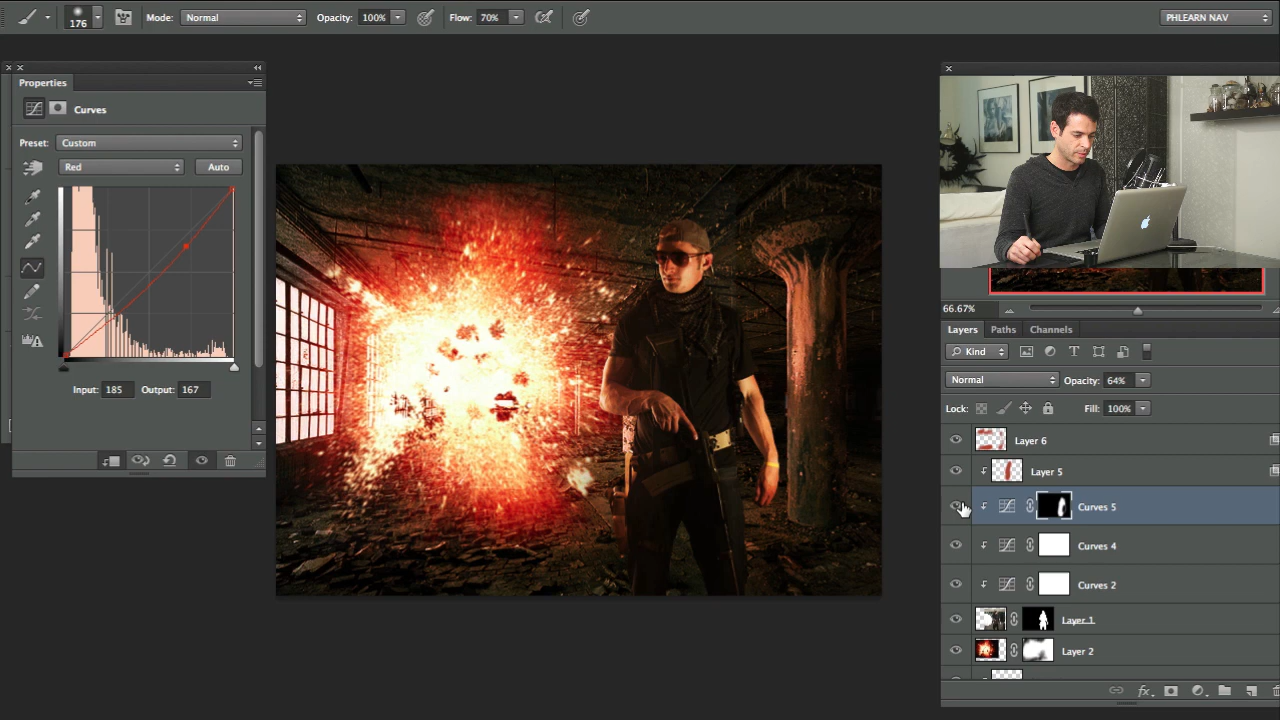 176 Mode: Normal Opacity: 100% Flow: 70% PHLEARN NAV
Properties
Curves
Preset: Custom
Red Auto
Input: 185 Output: 167
66.67%
Layers Paths Channels
Kind T
Normal Opacity: 64%
Lock: Fill: 100%
Layer 6
Layer 5
Curves 5
Curves 4
Curves 2
Layer 1
Layer 2
fx